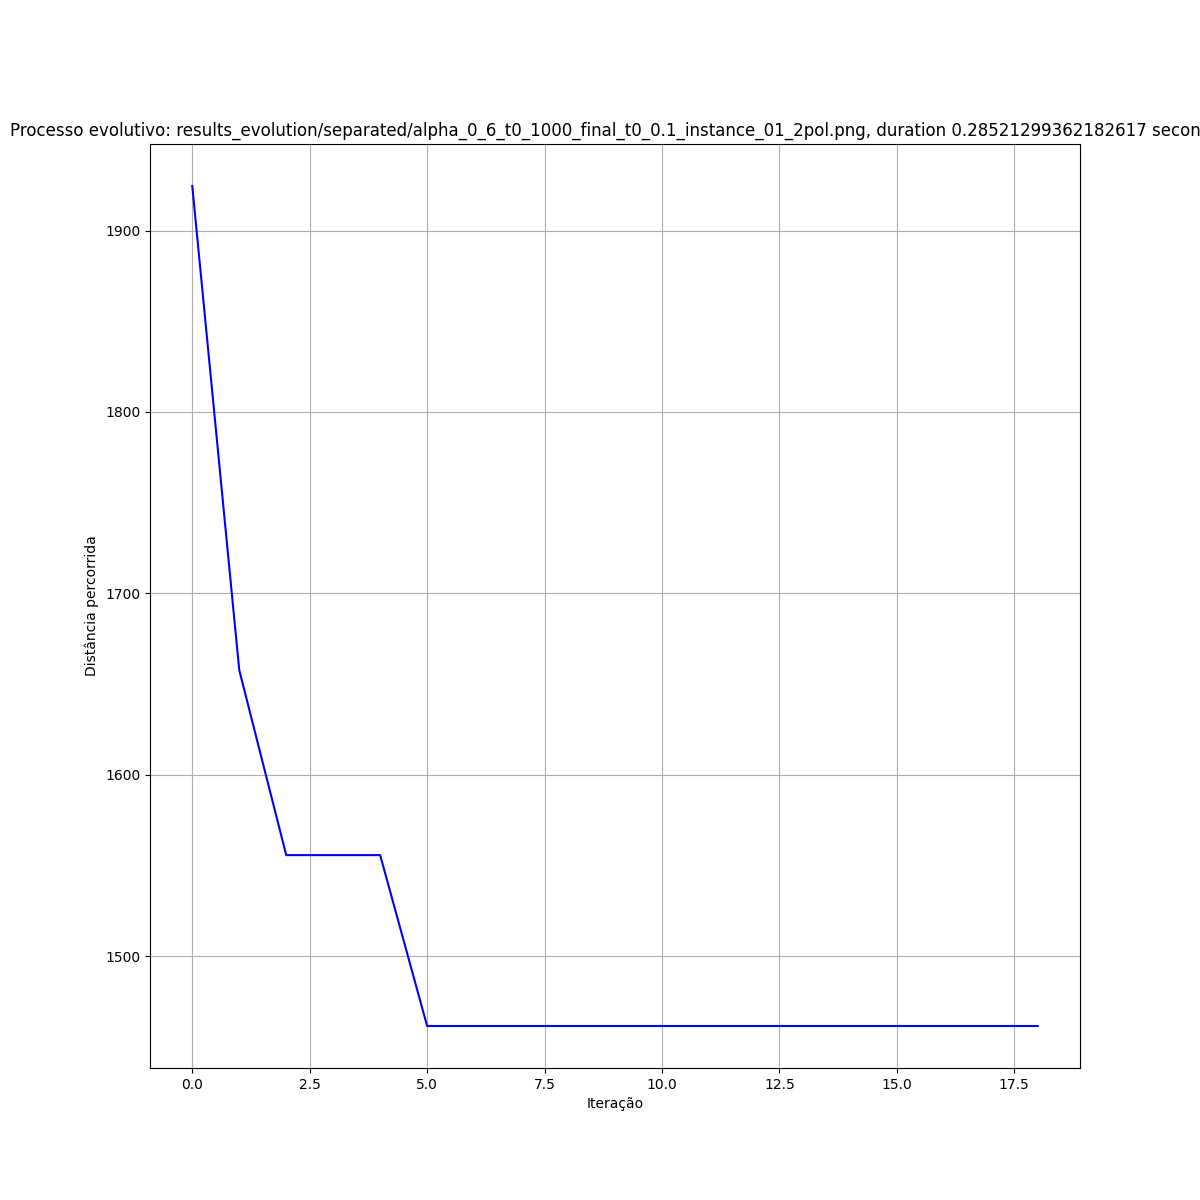 Processo evolutivo: results_evolution/separated/alpha_0_6_t0_1000_final_t0_0.1_instance_01_2pol.png, duration 0.28521299362182617 secon
1900
1800
1700
1600
1500
Distância percorrida
0.0 2.5 5.0 7.5 10.0 12.5 15.0 17.5
Iteração